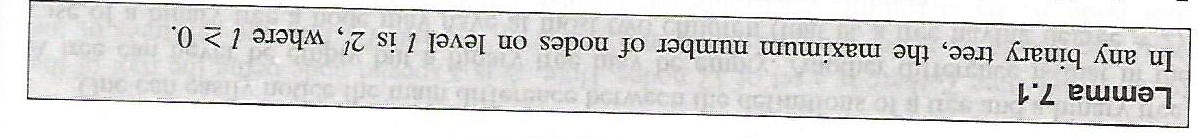 Lemma 7.1
In any binary tree, the maximum number of nodes on level l is 2^l, where l ≥ 0.